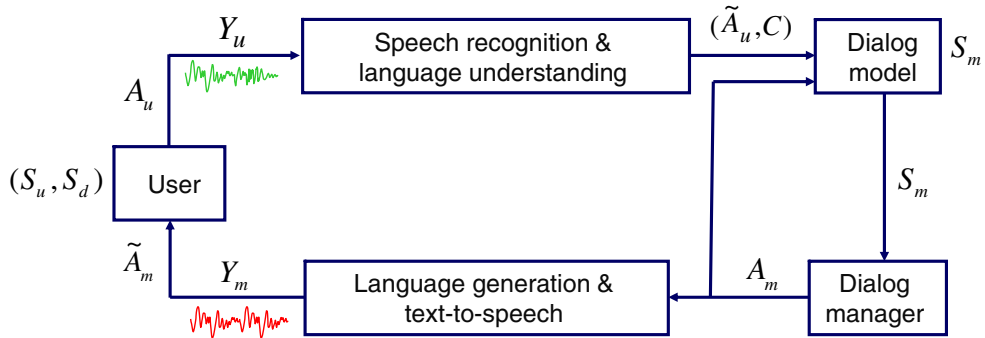 Y_u
Speech recognition &
language understanding
(Ã_u, C)
Dialog
model
S_m
A_u
(S_u, S_d)
User
S_m
Ã_m
Y_m
Language generation &
text-to-speech
A_m
Dialog
manager